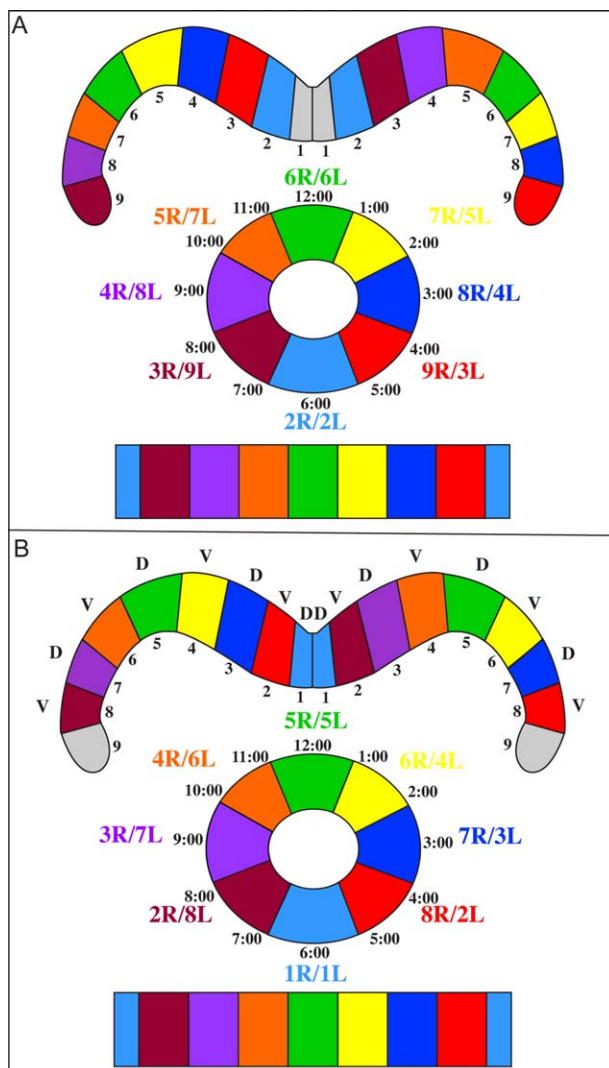 A
9 8 7 6 5 4 3 2 1 1 2 3 4 5 6 7 8 9
6R/6L
5R/7L 11:00 12:00 1:00 7R/5L
10:00 2:00
4R/8L 9:00 3:00 8R/4L
8:00 4:00
3R/9L 9R/3L
7:00 5:00
6:00
2R/2L
B
V D V D V D V D D V D V D V D V
9 8 7 6 5 4 3 2 1 1 2 3 4 5 6 7 8 9
5R/5L
4R/6L 11:00 12:00 1:00 6R/4L
10:00 2:00
3R/7L 9:00 3:00 7R/3L
8:00 4:00
2R/8L 8R/2L
7:00 5:00
6:00
1R/1L